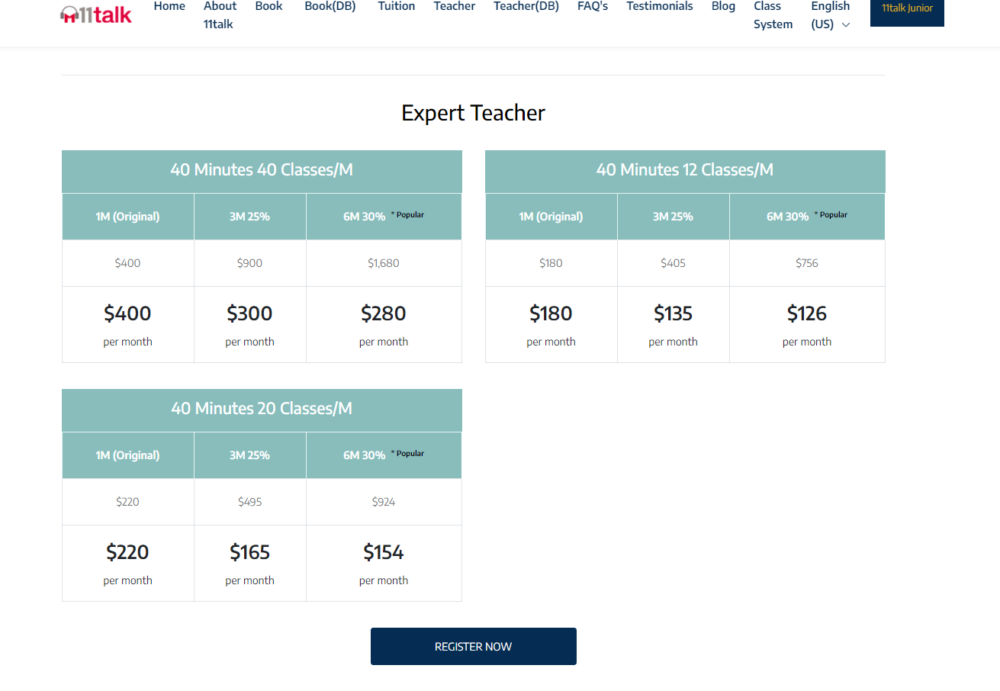 11talk
Home
About
11talk
Book
Book(DB)
Tuition
Teacher
Teacher(DB)
FAQ's
Testimonials
Blog
Class
System
English
(US)
11talk Junior
Expert Teacher
40 Minutes 40 Classes/M
1M (Original) 3M 25% 6M 30% * Popular
$400 $900 $1,680
$400 $300 $280
per month per month per month
40 Minutes 12 Classes/M
1M (Original) 3M 25% 6M 30% * Popular
$180 $405 $756
$180 $135 $126
per month per month per month
40 Minutes 20 Classes/M
1M (Original) 3M 25% 6M 30% * Popular
$220 $495 $924
$220 $165 $154
per month per month per month
REGISTER NOW